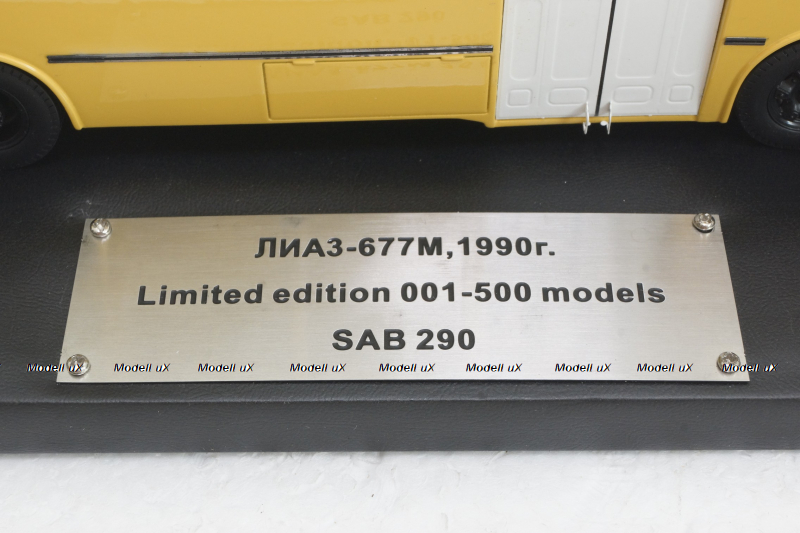 ЛИАЗ-677М,1990г.
Limited edition 001-500 models
SAB 290
Modell uX Modell uX Modell uX Modell uX Modell uX Modell uX Modell uX Modell uX Modell uX